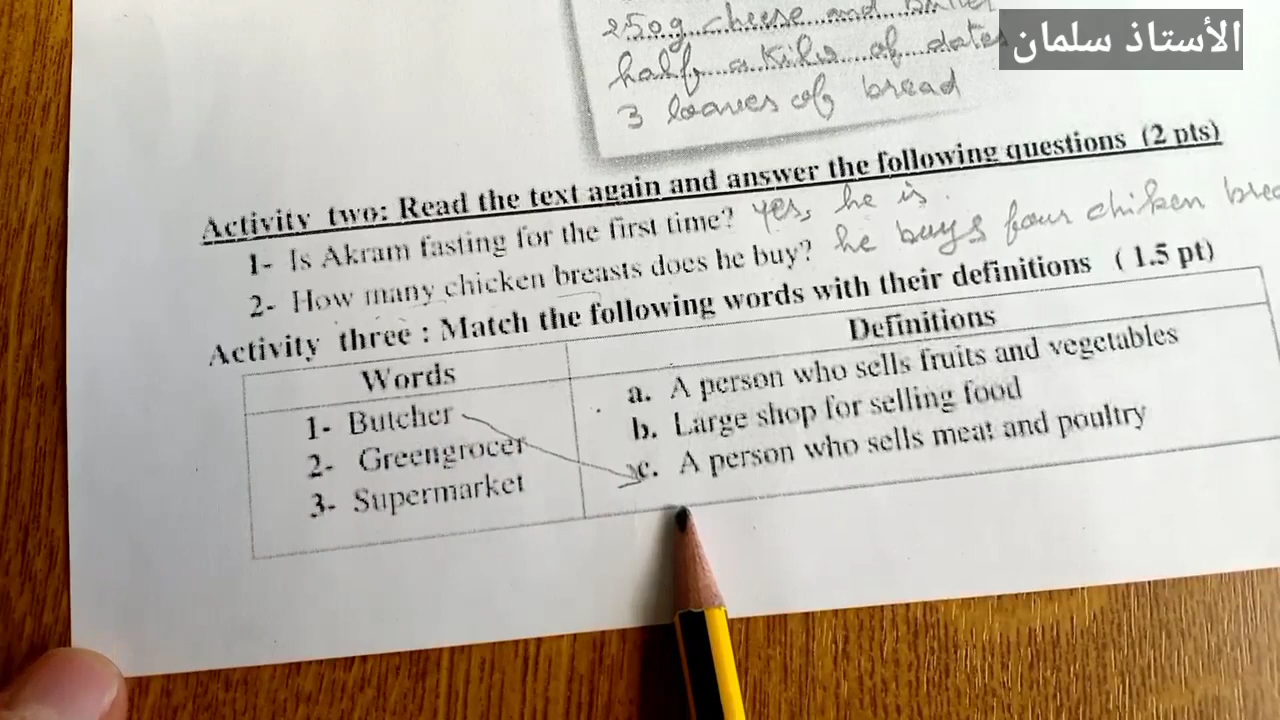 250g cheese and
الأستاذ سلمان
half a Kilo of dates
3 loaves of bread
Activity two: Read the text again and answer the following questions (2 pts)
1- Is Akram fasting for the first time? yes, he is.
2- How many chicken breasts does he buy? he buys four chiken
Activity three : Match the following words with their definitions ( 1.5 pt)
Words
Definitions
1- Butcher
2- Greengrocer
3- Supermarket
a. A person who sells fruits and vegetables
b. Large shop for selling food
c. A person who sells meat and poultry